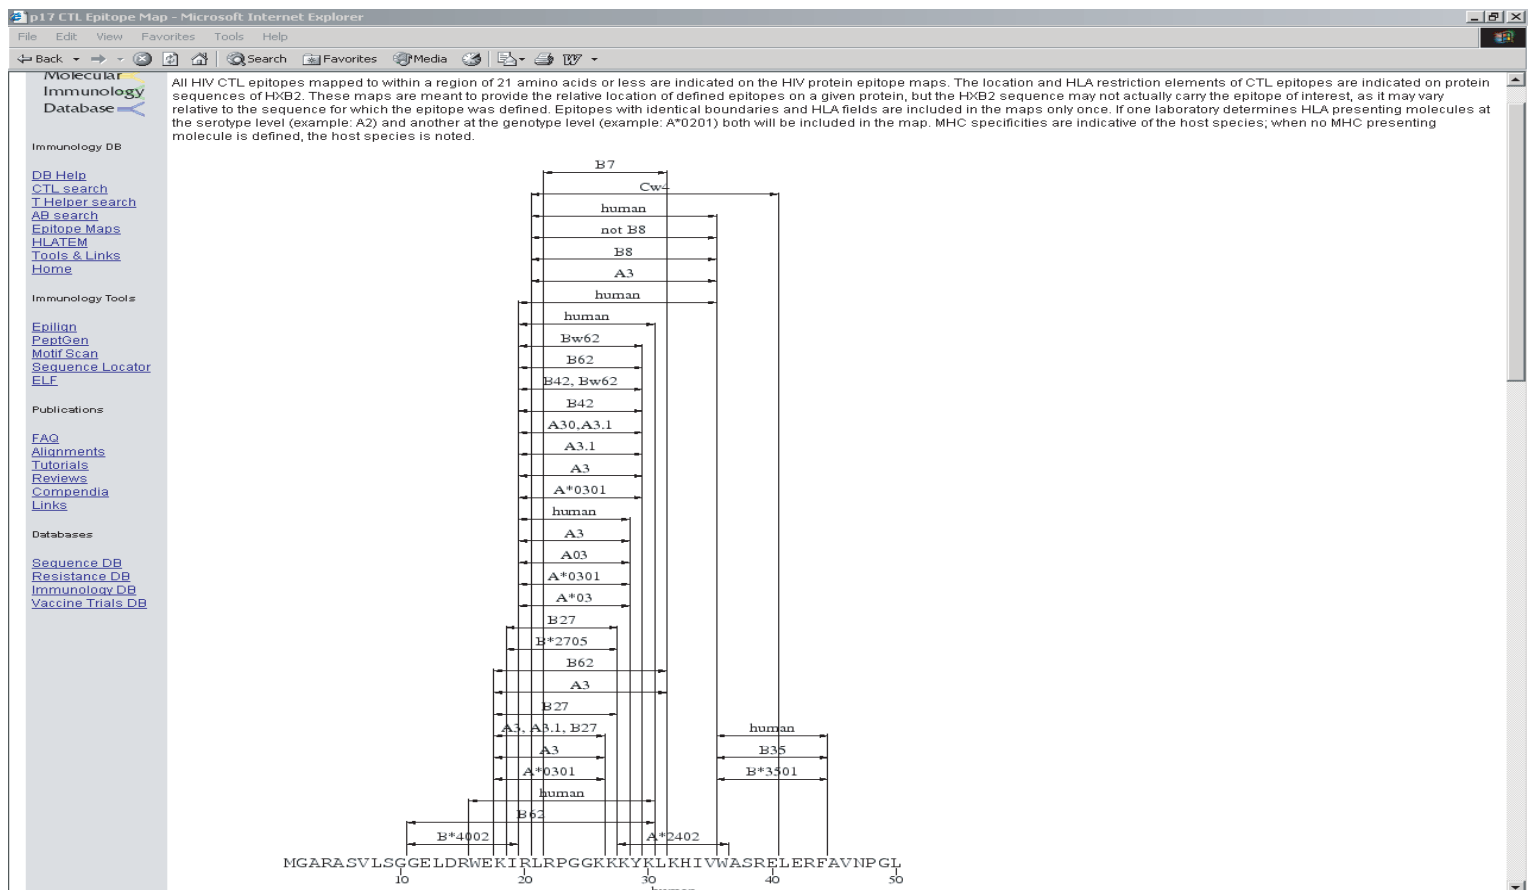 p17 CTL Epitope Map - Microsoft Internet Explorer
File Edit View Favorites Tools Help
Back Search Favorites Media
Molecular
Immunology
Database
Immunology DB
DB Help
CTL search
T Helper search
AB search
Epitope Maps
HLATEM
Tools & Links
Home
Immunology Tools
Epilign
PeptGen
Motif Scan
Sequence Locator
ELF
Publications
FAQ
Alignments
Tutorials
Reviews
Compendia
Links
Databases
Sequence DB
Resistance DB
Immunology DB
Vaccine Trials DB
All HIV CTL epitopes mapped to within a region of 21 amino acids or less are indicated on the HIV protein epitope maps. The location and HLA restriction elements of CTL epitopes are indicated on protein
sequences of HXB2. These maps are meant to provide the relative location of defined epitopes on a given protein, but the HXB2 sequence may not actually carry the epitope of interest, as it may vary
relative to the sequence for which the epitope was defined. Epitopes with identical boundaries and HLA fields are included in the maps only once. If one laboratory determines HLA presenting molecules at
the serotype level (example: A2) and another at the genotype level (example: A*0201) both will be included in the map. MHC specificities are indicative of the host species; when no MHC presenting
molecule is defined, the host species is noted.
B7
Cw4
human
not B8
B8
A3
human
human
Bw62
B62
B42, Bw62
B42
A30,A3.1
A3.1
A3
A*0301
human
A3
A03
A*0301
A*03
B27
B*2705
B62
A3
B27
A3, A3.1, B27 human
A3 B35
A*0301 B*3501
human
B62
B*4002 A*2402
MGARASVLSGGELDRWEKIRLRPGGKKKYKLKHIVWASRELERFAVNPGL
10 20 30 40 50
human